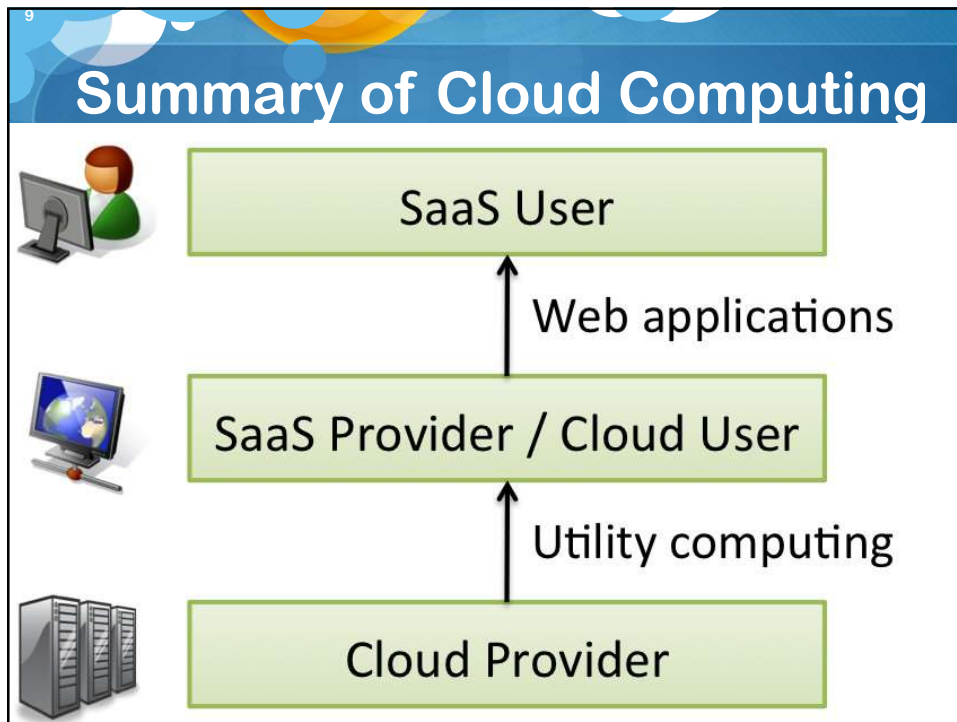 9
Summary of Cloud Computing
SaaS User
Web applications
SaaS Provider / Cloud User
Utility computing
Cloud Provider